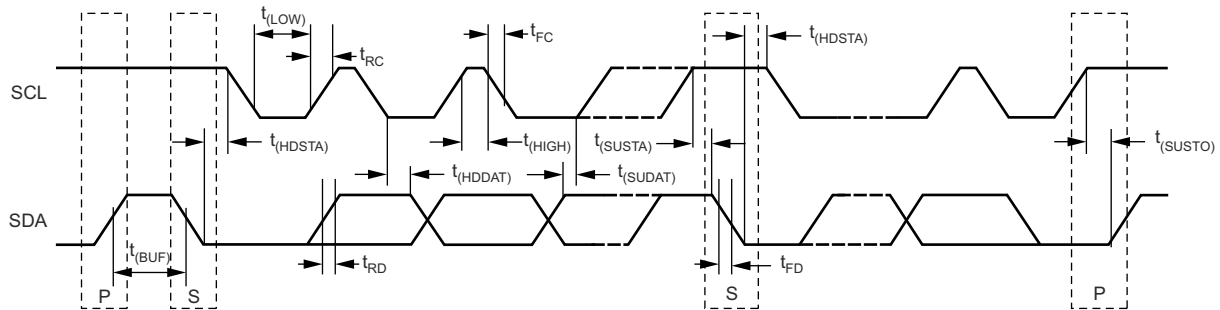 t(LOW)
tRC
tFC
t(HDSTA)
SCL
t(HDSTA)
t(HIGH)
t(SUSTA)
t(SUSTO)
t(HDDAT)
t(SUDAT)
SDA
t(BUF)
tRD
tFD
P
S
S
P